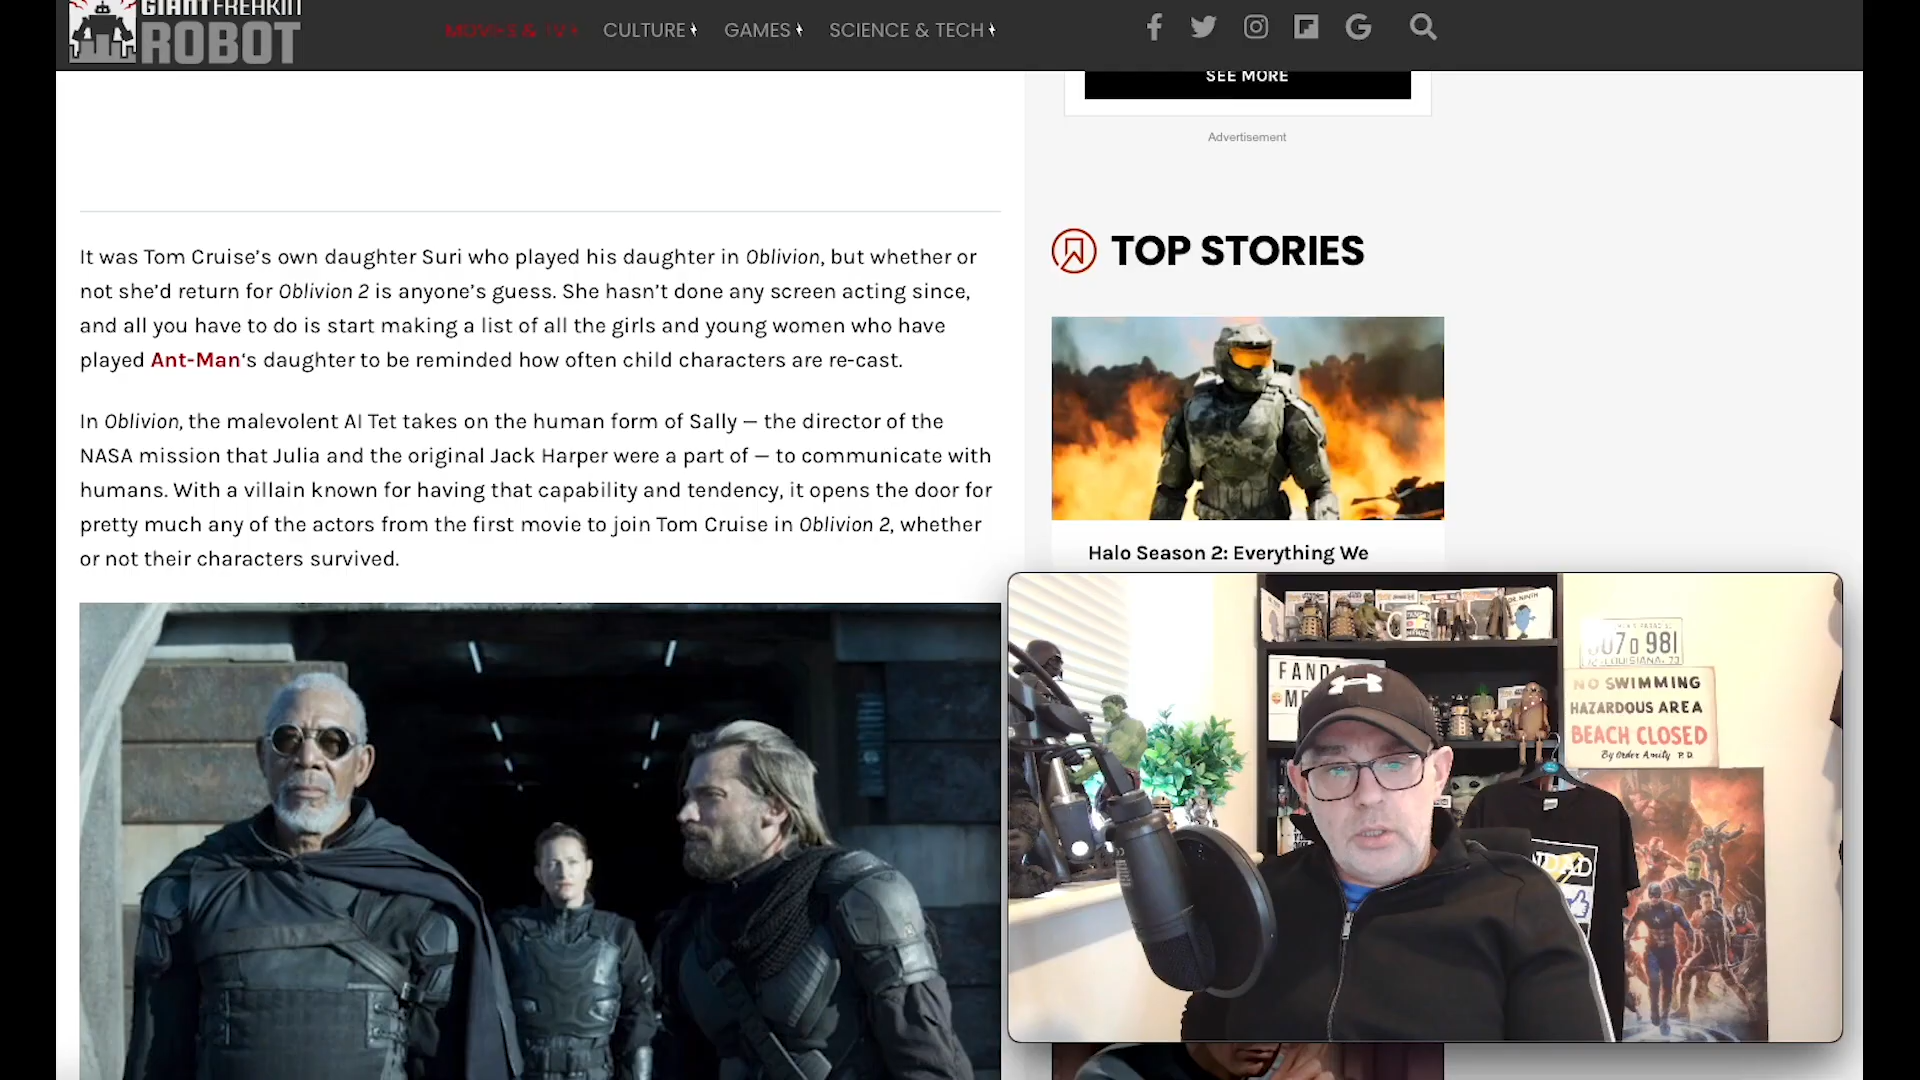 GIANT FREAKIN
ROBOT
MOVIES & TV
CULTURE
GAMES
SCIENCE & TECH
SEE MORE
Advertisement
It was Tom Cruise’s own daughter Suri who played his daughter in Oblivion, but whether or
not she’d return for Oblivion 2 is anyone’s guess. She hasn’t done any screen acting since,
and all you have to do is start making a list of all the girls and young women who have
played Ant-Man‘s daughter to be reminded how often child characters are re-cast.
In Oblivion, the malevolent AI Tet takes on the human form of Sally — the director of the
NASA mission that Julia and the original Jack Harper were a part of — to communicate with
humans. With a villain known for having that capability and tendency, it opens the door for
pretty much any of the actors from the first movie to join Tom Cruise in Oblivion 2, whether
or not their characters survived.
TOP STORIES
Halo Season 2: Everything We
FANDA
NO SWIMMING
HAZARDOUS AREA
BEACH CLOSED
By Order Amity P.D.